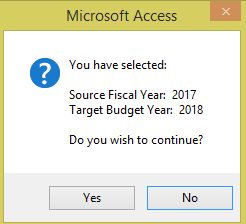 Microsoft Access
You have selected:
Source Fiscal Year:  2017
Target Budget Year:  2018
Do you wish to continue?
Yes
No